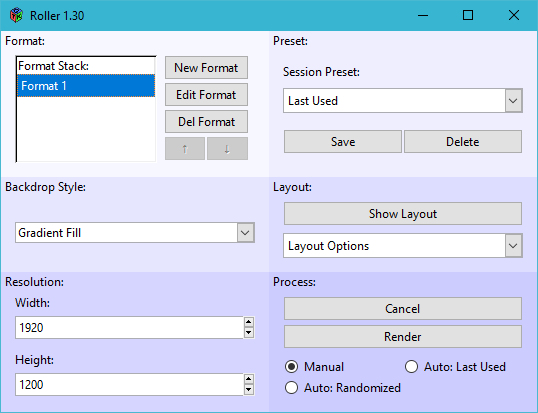 Roller 1.30
Format:
Format Stack:
Format 1
New Format
Edit Format
Del Format
↑ ↓
Preset:
Session Preset:
Last Used
Save Delete
Backdrop Style:
Gradient Fill
Layout:
Show Layout
Layout Options
Resolution:
Width:
1920
Height:
1200
Process:
Cancel
Render
Manual Auto: Last Used
Auto: Randomized